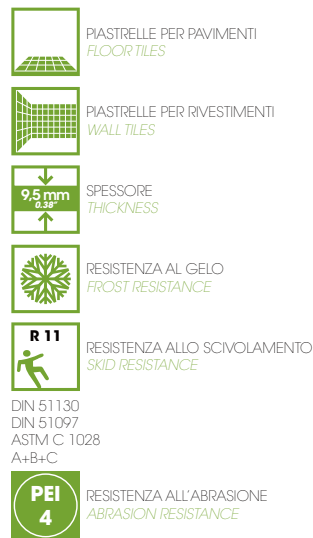 PIASTRELLE PER PAVIMENTI
FLOOR TILES
PIASTRELLE PER RIVESTIMENTI
WALL TILES
9,5 mm
0.38"
SPESSORE
THICKNESS
RESISTENZA AL GELO
FROST RESISTANCE
R 11
RESISTENZA ALLO SCIVOLAMENTO
SKID RESISTANCE
DIN 51130
DIN 51097
ASTM C 1028
A+B+C
PEI
4
RESISTENZA ALL'ABRASIONE
ABRASION RESISTANCE